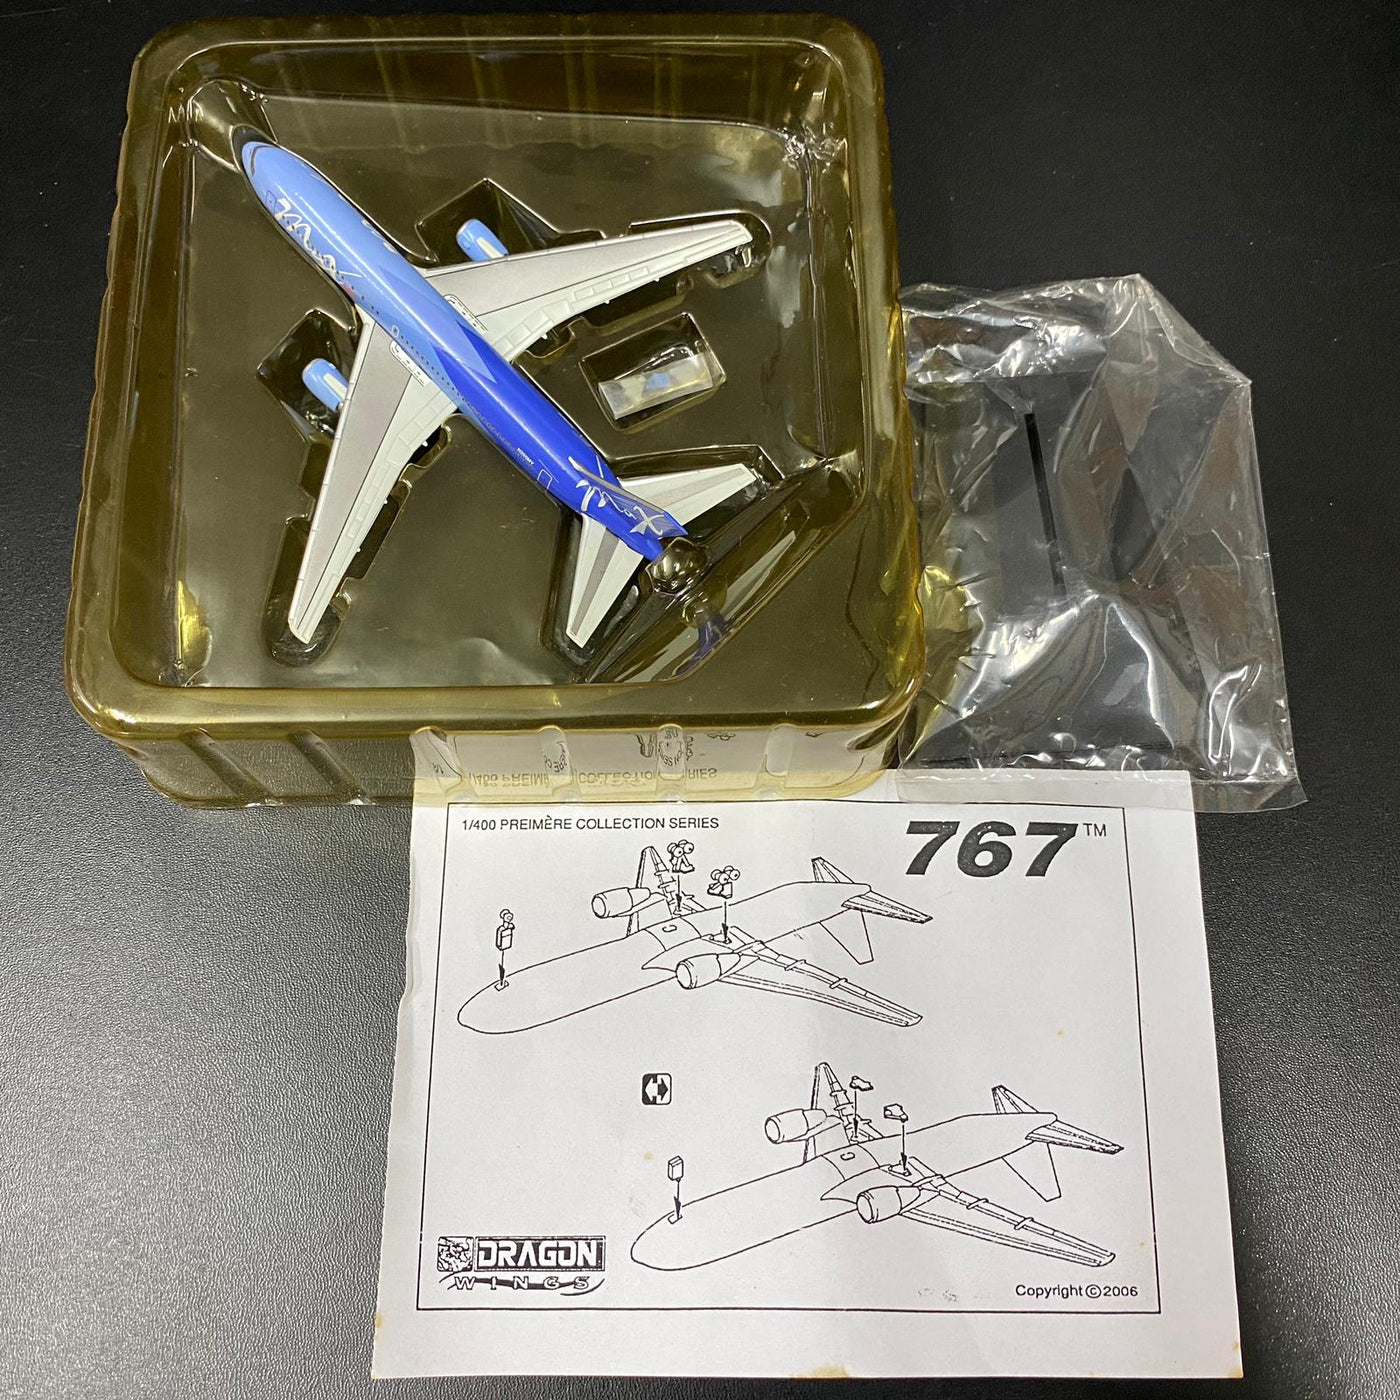 1/400 PREIMÈRE COLLECTION SERIES
767™
DRAGON
WINGS
Copyright©2006